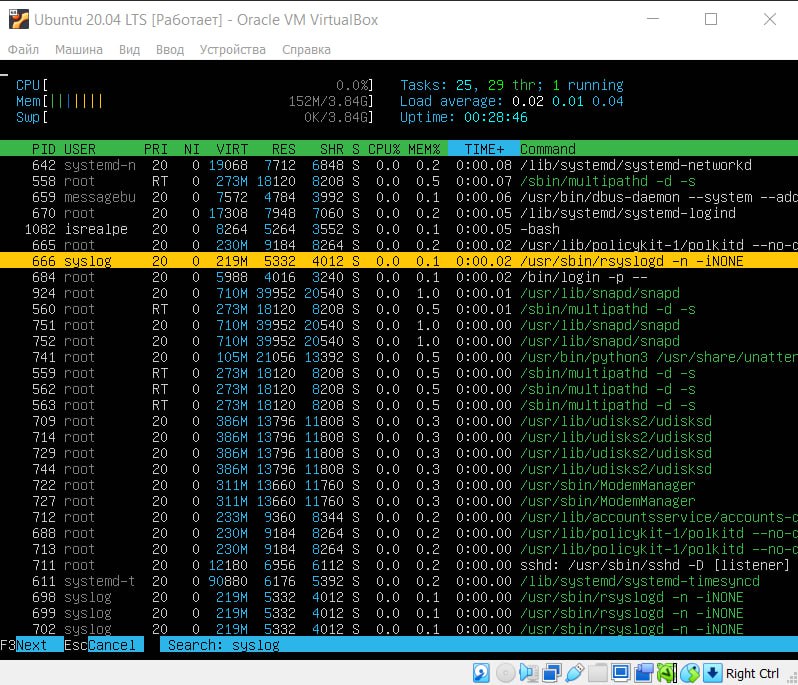 Ubuntu 20.04 LTS [Работает] - Oracle VM VirtualBox
Файл Машина Вид Ввод Устройства Справка
CPU[ 0.0%] Tasks: 25, 29 thr; 1 running
Mem[||||||| 152M/3.84G] Load average: 0.02 0.01 0.04
Swp[ 0K/3.84G] Uptime: 00:28:46
PID USER PRI NI VIRT RES SHR S CPU% MEM% TIME+ Command
642 systemd-n 20 0 19068 7712 6848 S 0.0 0.2 0:00.08 /lib/systemd/systemd-networkd
558 root RT 0 273M 18120 8208 S 0.0 0.5 0:00.07 /sbin/multipathd -d -s
659 messagebu 20 0 7572 4784 3992 S 0.0 0.1 0:00.06 /usr/bin/dbus-daemon --system --add
670 root 20 0 17308 7948 7060 S 0.0 0.2 0:00.05 /lib/systemd/systemd-logind
1082 isrealpe 20 0 8264 5264 3552 S 0.0 0.1 0:00.05 -bash
665 root 20 0 230M 9184 8264 S 0.0 0.2 0:00.02 /usr/lib/policykit-1/polkitd --no-d
666 syslog 20 0 219M 5332 4012 S 0.0 0.1 0:00.02 /usr/sbin/rsyslogd -n -iNONE
684 root 20 0 5988 4016 3240 S 0.0 0.1 0:00.02 /bin/login -p --
924 root 20 0 710M 39952 20540 S 0.0 1.0 0:00.01 /usr/lib/snapd/snapd
560 root RT 0 273M 18120 8208 S 0.0 0.5 0:00.01 /sbin/multipathd -d -s
751 root 20 0 710M 39952 20540 S 0.0 1.0 0:00.00 /usr/lib/snapd/snapd
752 root 20 0 710M 39952 20540 S 0.0 1.0 0:00.00 /usr/lib/snapd/snapd
741 root 20 0 105M 21056 13392 S 0.0 0.5 0:00.00 /usr/bin/python3 /usr/share/unatten
559 root RT 0 273M 18120 8208 S 0.0 0.5 0:00.00 /sbin/multipathd -d -s
562 root RT 0 273M 18120 8208 S 0.0 0.5 0:00.00 /sbin/multipathd -d -s
563 root RT 0 273M 18120 8208 S 0.0 0.5 0:00.00 /sbin/multipathd -d -s
709 root 20 0 386M 13796 11808 S 0.0 0.3 0:00.00 /usr/lib/udisks2/udisksd
714 root 20 0 386M 13796 11808 S 0.0 0.3 0:00.00 /usr/lib/udisks2/udisksd
729 root 20 0 386M 13796 11808 S 0.0 0.3 0:00.00 /usr/lib/udisks2/udisksd
744 root 20 0 386M 13796 11808 S 0.0 0.3 0:00.00 /usr/lib/udisks2/udisksd
722 root 20 0 311M 13660 11760 S 0.0 0.3 0:00.00 /usr/sbin/ModemManager
727 root 20 0 311M 13660 11760 S 0.0 0.3 0:00.00 /usr/sbin/ModemManager
712 root 20 0 233M 9360 8344 S 0.0 0.2 0:00.00 /usr/lib/accountsservice/accounts-d
688 root 20 0 230M 9184 8264 S 0.0 0.2 0:00.00 /usr/lib/policykit-1/polkitd --no-d
713 root 20 0 230M 9184 8264 S 0.0 0.2 0:00.00 /usr/lib/policykit-1/polkitd --no-d
711 root 20 0 12180 6956 6112 S 0.0 0.2 0:00.00 sshd: /usr/sbin/sshd -D [listener]
611 systemd-t 20 0 90880 6176 5392 S 0.0 0.2 0:00.00 /lib/systemd/systemd-timesyncd
698 syslog 20 0 219M 5332 4012 S 0.0 0.1 0:00.00 /usr/sbin/rsyslogd -n -iNONE
699 syslog 20 0 219M 5332 4012 S 0.0 0.1 0:00.00 /usr/sbin/rsyslogd -n -iNONE
702 syslog 20 0 219M 5332 4012 S 0.0 0.1 0:00.00 /usr/sbin/rsyslogd -n -iNONE
F3Next EscCancel Search: syslog
Right Ctrl